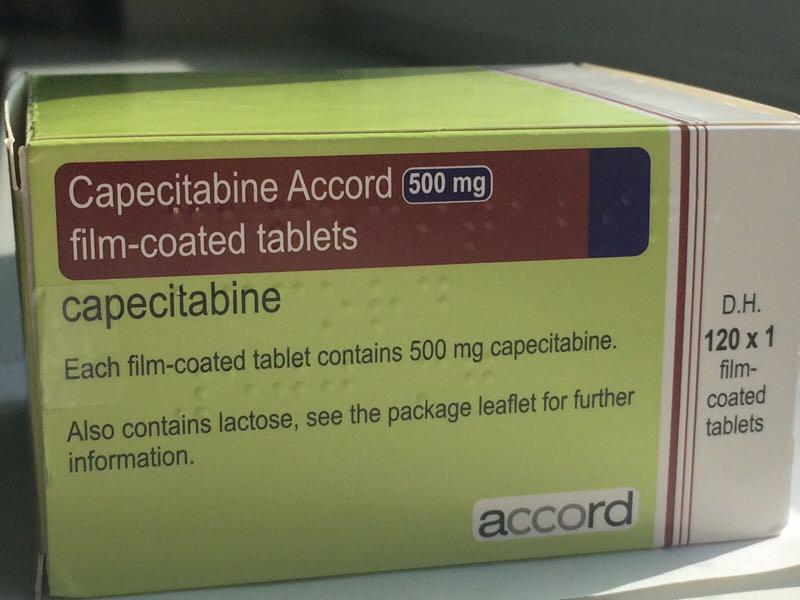 Capecitabine Accord 500 mg
film-coated tablets
capecitabine
Each film-coated tablet contains 500 mg capecitabine.
Also contains lactose, see the package leaflet for further
information.
accord
D.H.
120 x 1
film-
coated
tablets